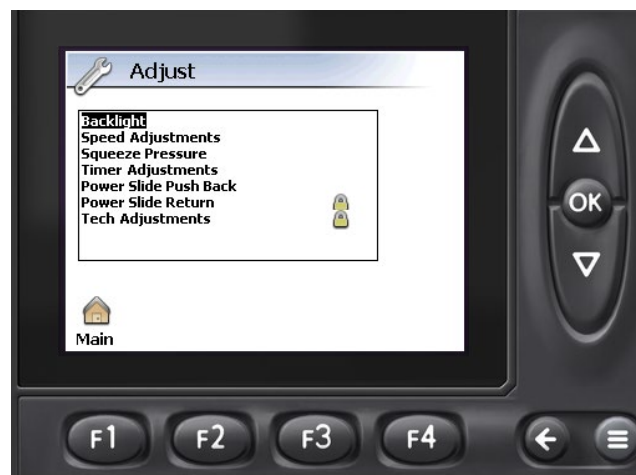 Adjust
Backlight
Speed Adjustments
Squeeze Pressure
Timer Adjustments
Power Slide Push Back
Power Slide Return
Tech Adjustments
Main
OK
F1 F2 F3 F4